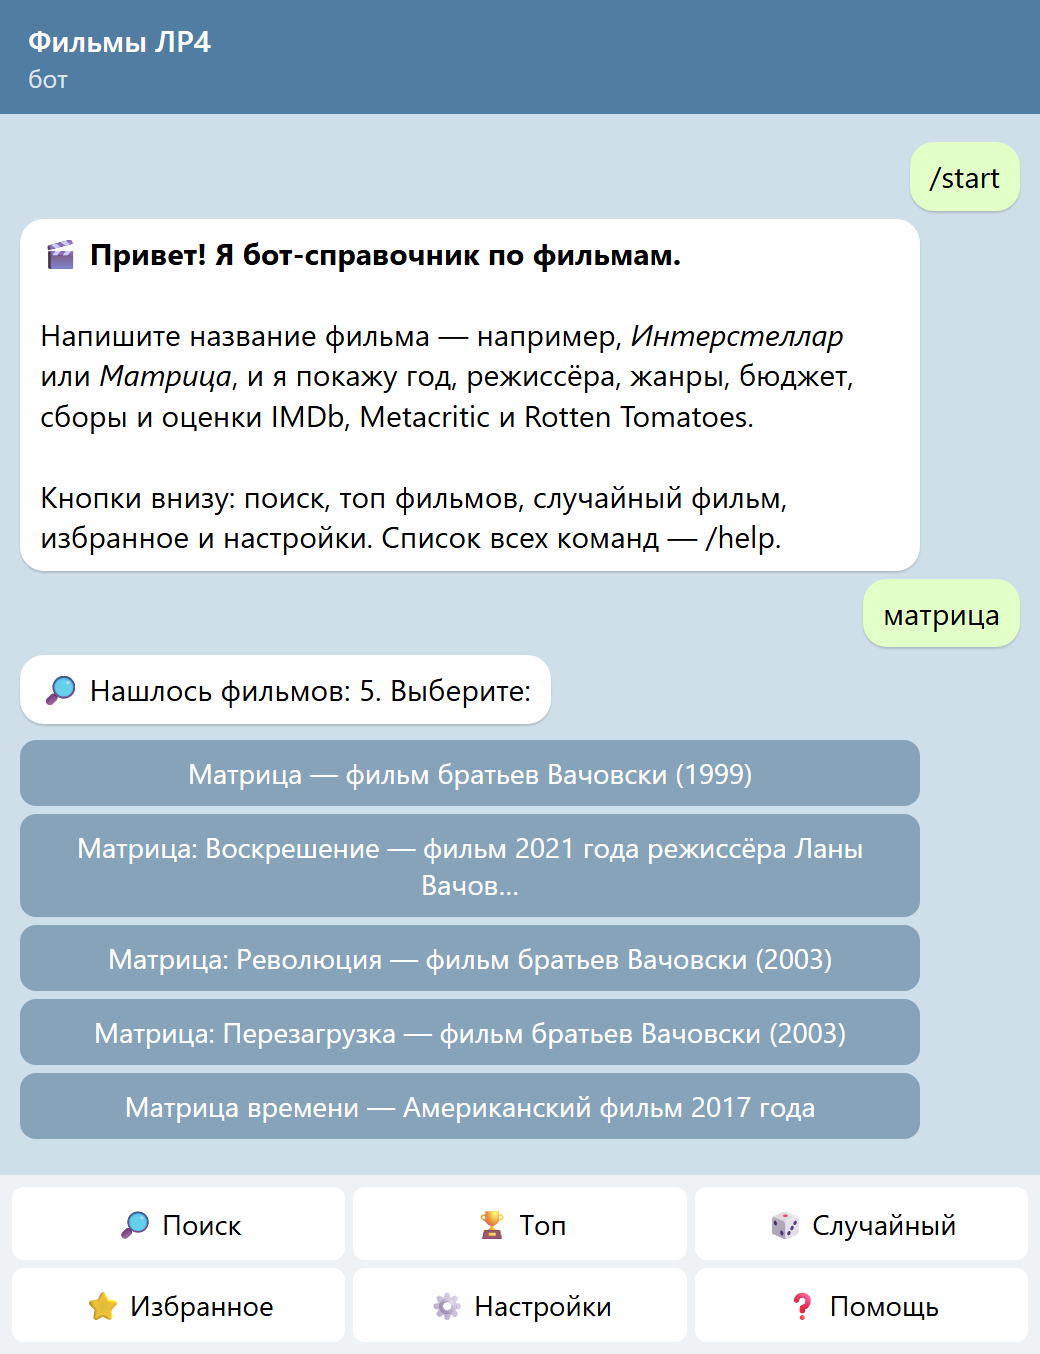 Фильмы ЛР4
бот
/start
Привет! Я бот-справочник по фильмам.
Напишите название фильма — например, Интерстеллар
или Матрица, и я покажу год, режиссёра, жанры, бюджет,
сборы и оценки IMDb, Metacritic и Rotten Tomatoes.
Кнопки внизу: поиск, топ фильмов, случайный фильм,
избранное и настройки. Список всех команд — /help.
матрица
Нашлось фильмов: 5. Выберите:
Матрица — фильм братьев Вачовски (1999)
Матрица: Воскрешение — фильм 2021 года режиссёра Ланы
Вачов...
Матрица: Революция — фильм братьев Вачовски (2003)
Матрица: Перезагрузка — фильм братьев Вачовски (2003)
Матрица времени — Американский фильм 2017 года
Поиск
Топ
Случайный
Избранное
Настройки
Помощь